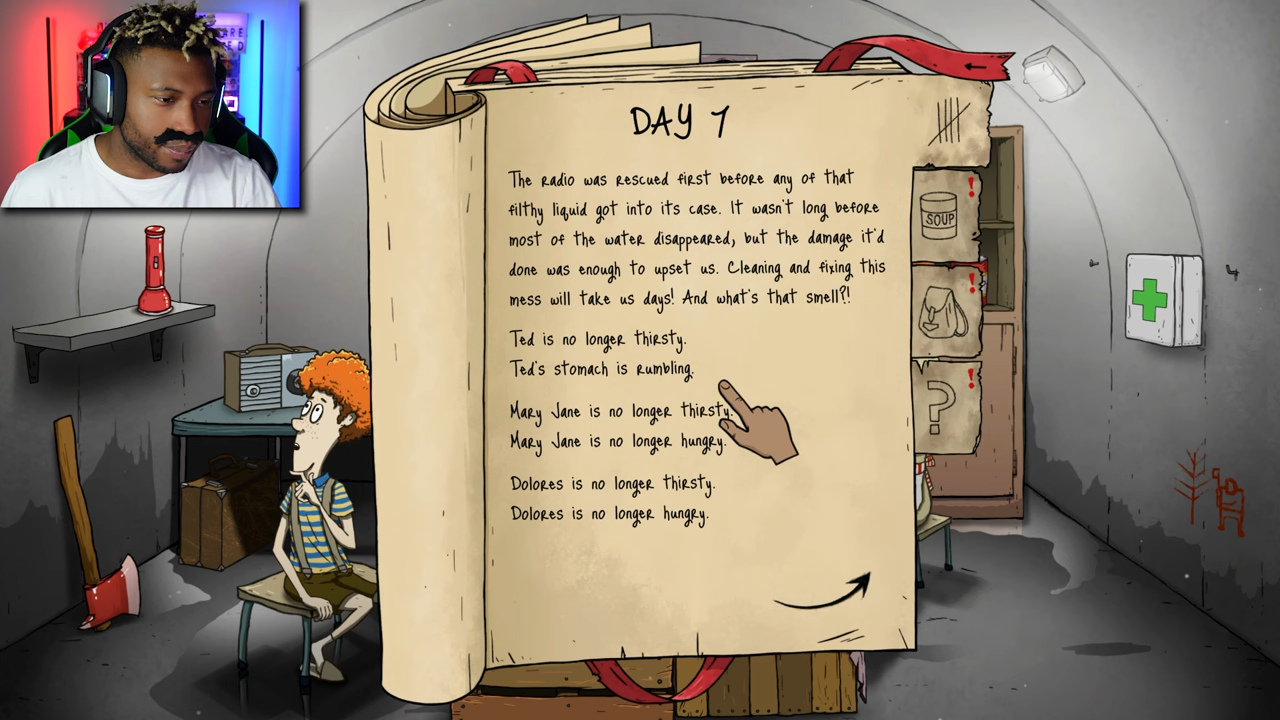 DAY 7
The radio was rescued first before any of that
filthy liquid got into its case. It wasn't long before
most of the water disappeared, but the damage it'd
done was enough to upset us. Cleaning and fixing this
mess will take us days! And what's that smell?!
Ted is no longer thirsty.
Ted's stomach is rumbling.
Mary Jane is no longer thirsty.
Mary Jane is no longer hungry.
Dolores is no longer thirsty.
Dolores is no longer hungry.
!
SOUP
!
!
?